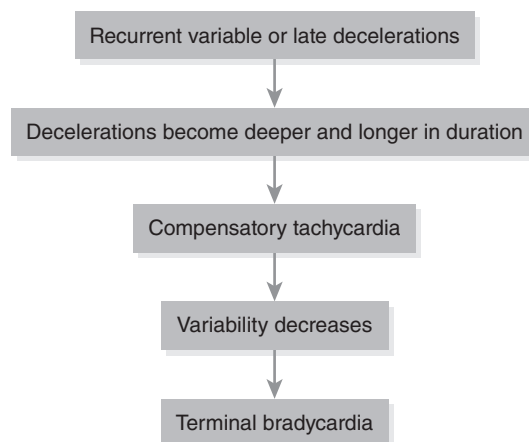 Recurrent variable or late decelerations
Decelerations become deeper and longer in duration
Compensatory tachycardia
Variability decreases
Terminal bradycardia